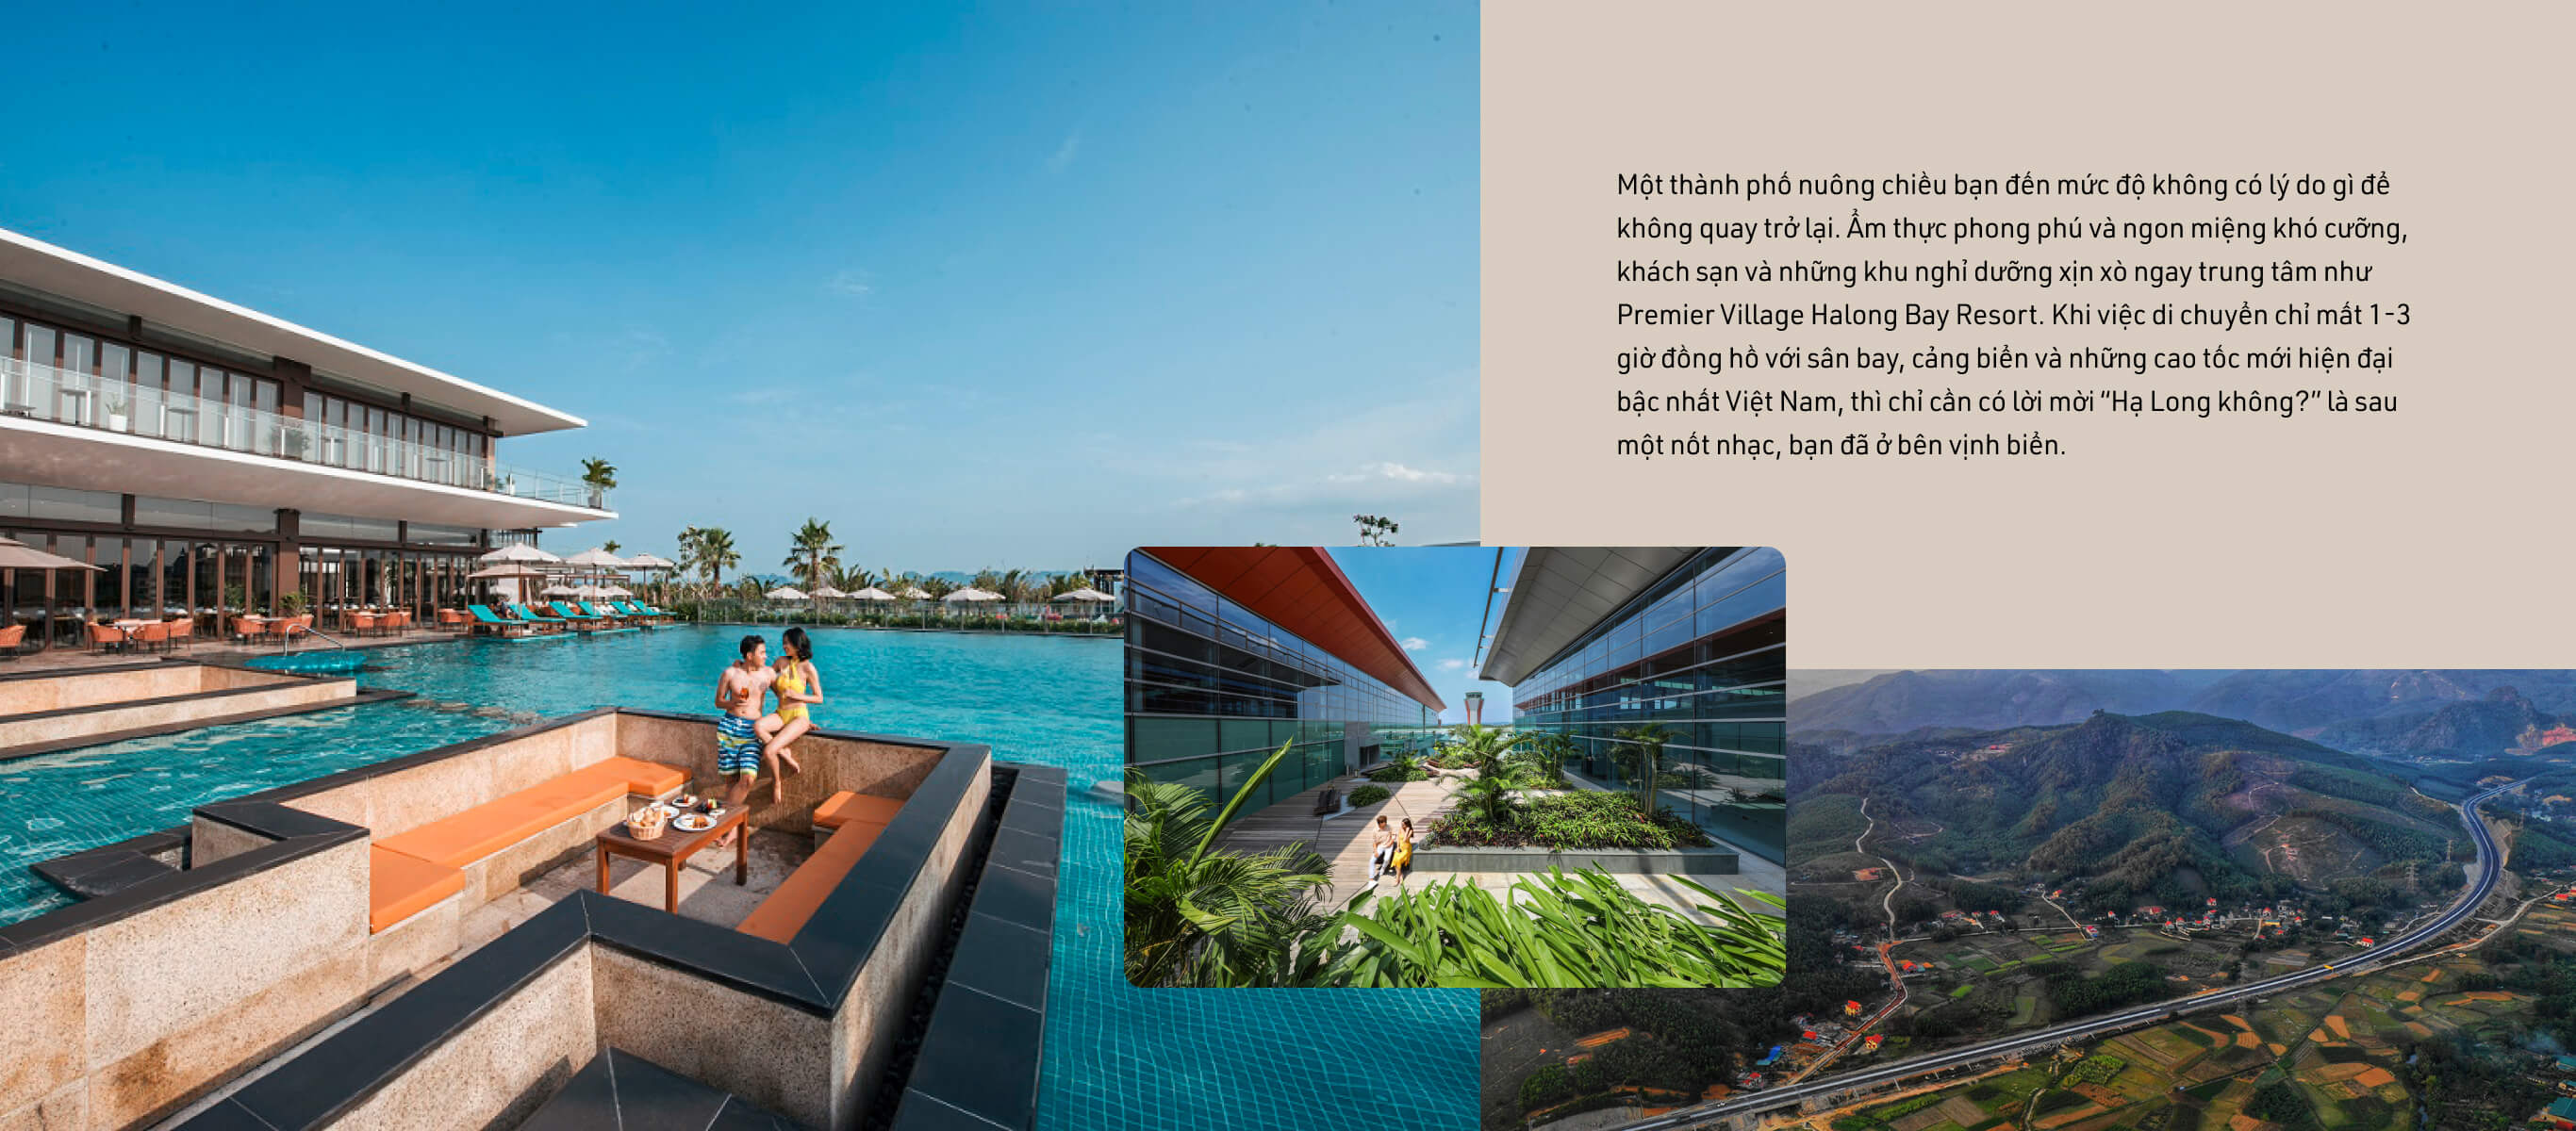 Một thành phố nuông chiều bạn đến mức độ không có lý do gì để
không quay trở lại. Ẩm thực phong phú và ngon miệng khó cưỡng,
khách sạn và những khu nghỉ dưỡng xịn xò ngay trung tâm như
Premier Village Halong Bay Resort. Khi việc di chuyển chỉ mất 1-3
giờ đồng hồ với sân bay, cảng biển và những cao tốc mới hiện đại
bậc nhất Việt Nam, thì chỉ cần có lời mời “Hạ Long không?” là sau
một nốt nhạc, bạn đã ở bên vịnh biển.